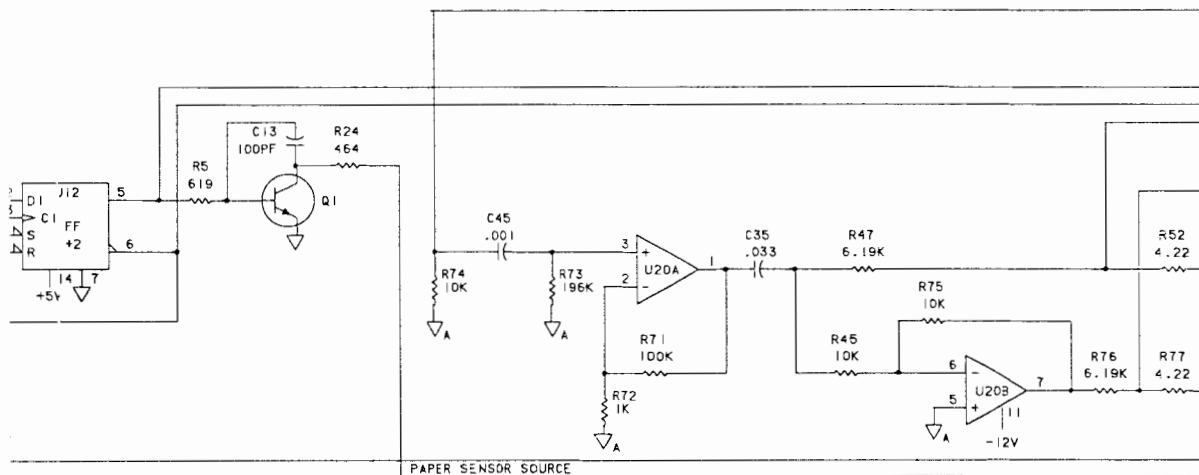 C13
100PF
R24
464
R5
619
Q1
J12
D1
C1
FF
÷2
S
R
5
6
14
7
+5V
C45
.001
R74
10K
R73
196K
3
+
2
-
U20A
1
C35
.033
R47
6.19K
R52
4.22
R75
10K
R71
100K
R45
10K
R72
1K
A
A
A
6
-
5
+
U20B
7
11
-12V
A
R76
6.19K
R77
4.22
PAPER SENSOR SOURCE